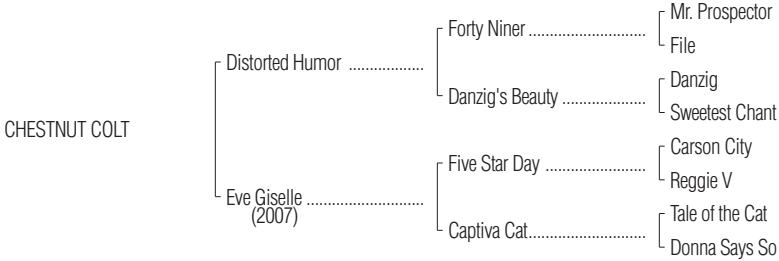 Mr. Prospector
Forty Niner ............................
File
Distorted Humor ..................
Danzig
Danzig's Beauty ....................
Sweetest Chant
CHESTNUT COLT
Carson City
Five Star Day ........................
Reggie V
Eve Giselle ............................
(2007)
Tale of the Cat
Captiva Cat............................
Donna Says So